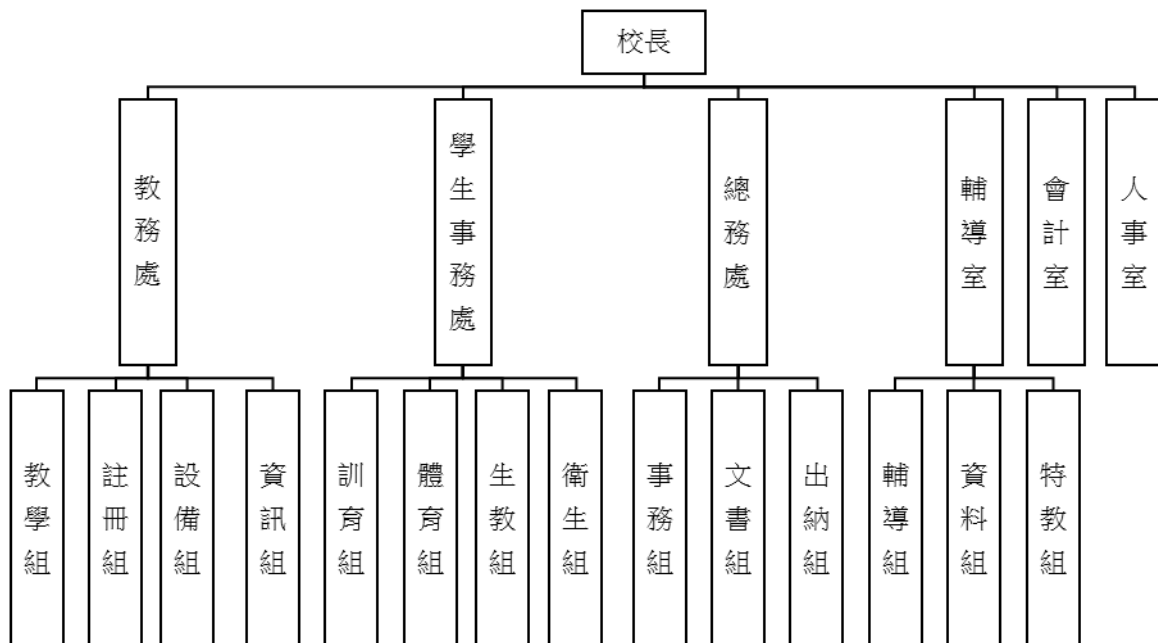 校長
教務處
學生事務處
總務處
輔導室
會計室
人事室
教學組
註冊組
設備組
資訊組
訓育組
體育組
生教組
衛生組
事務組
文書組
出納組
輔導組
資料組
特教組